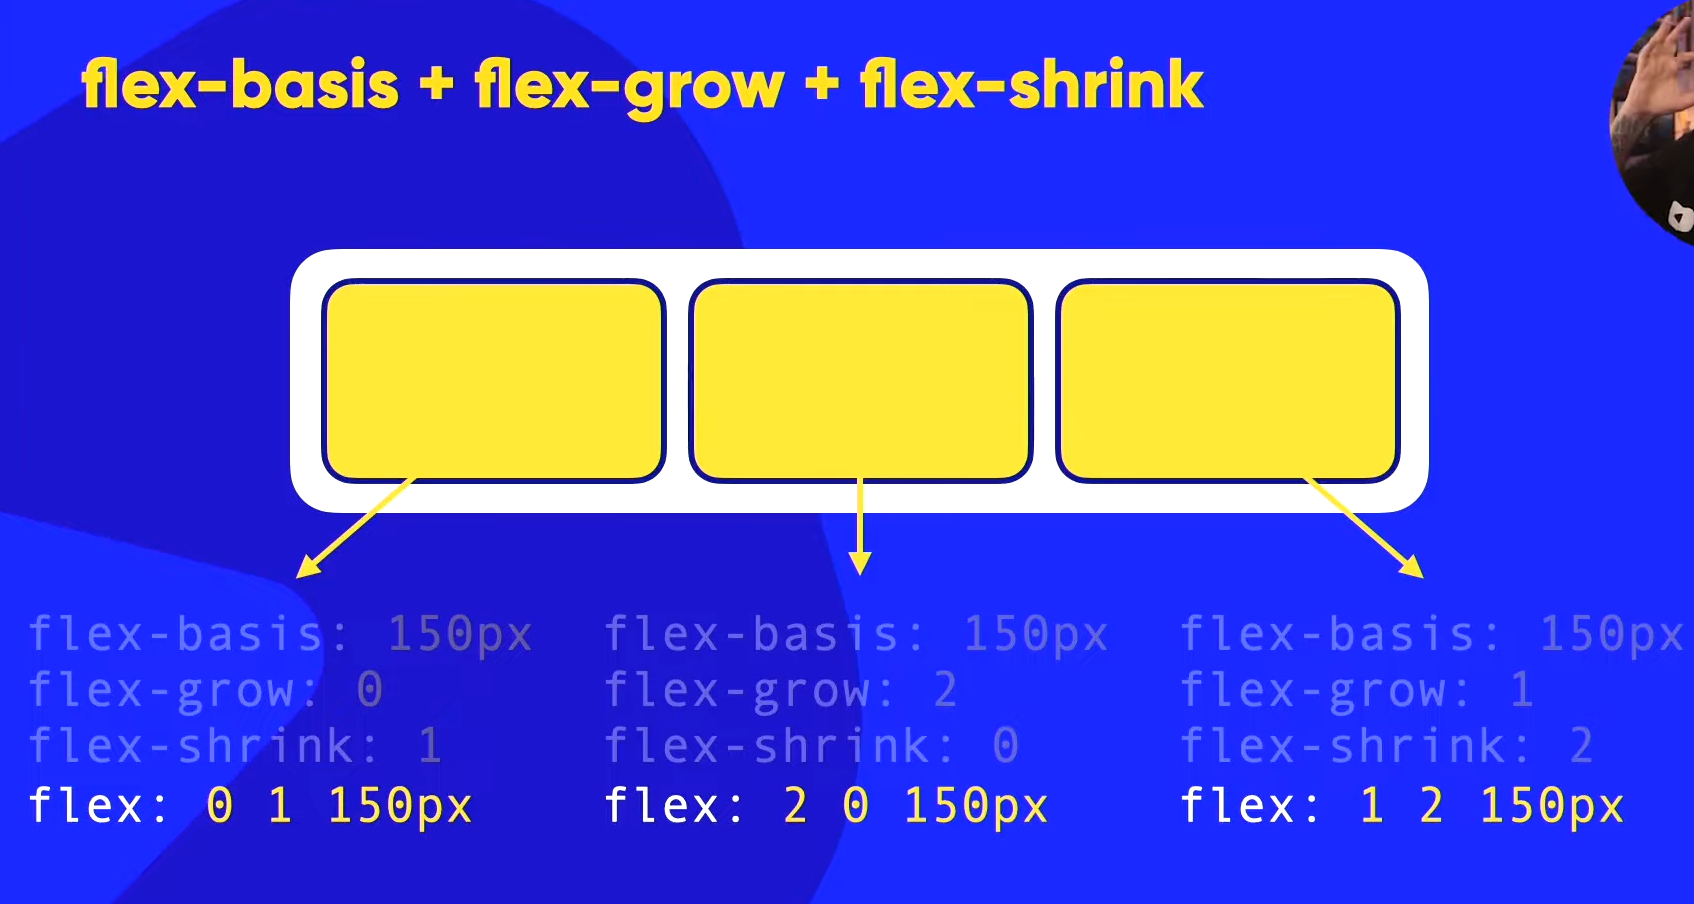 flex-basis + flex-grow + flex-shrink
flex-basis: 150px
flex-grow: 0
flex-shrink: 1
flex: 0 1 150px
flex-basis: 150px
flex-grow: 2
flex-shrink: 0
flex: 2 0 150px
flex-basis: 150px
flex-grow: 1
flex-shrink: 2
flex: 1 2 150px